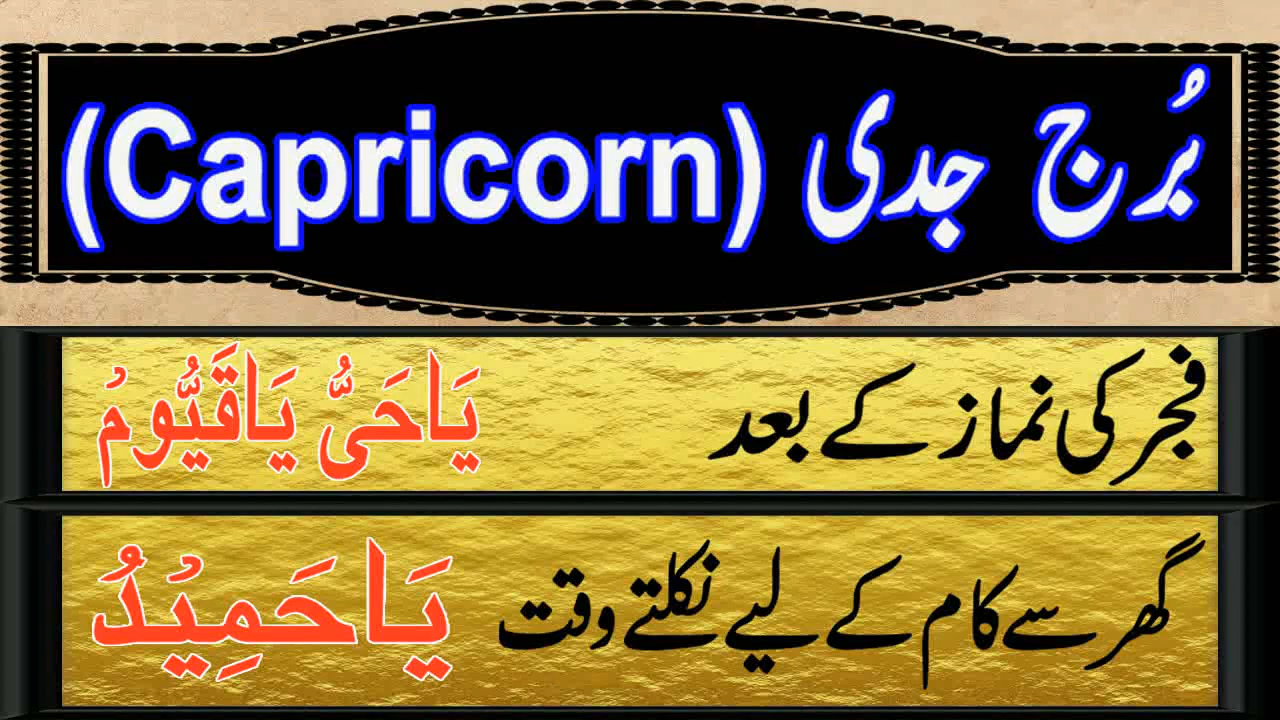 بُرج جدی (Capricorn)
فجر کی نماز کے بعد یَاحَیُّ یَاقَیُّومُ
گھر سے کام کے لیے نکلتے وقت یَاحَمِیْدُ